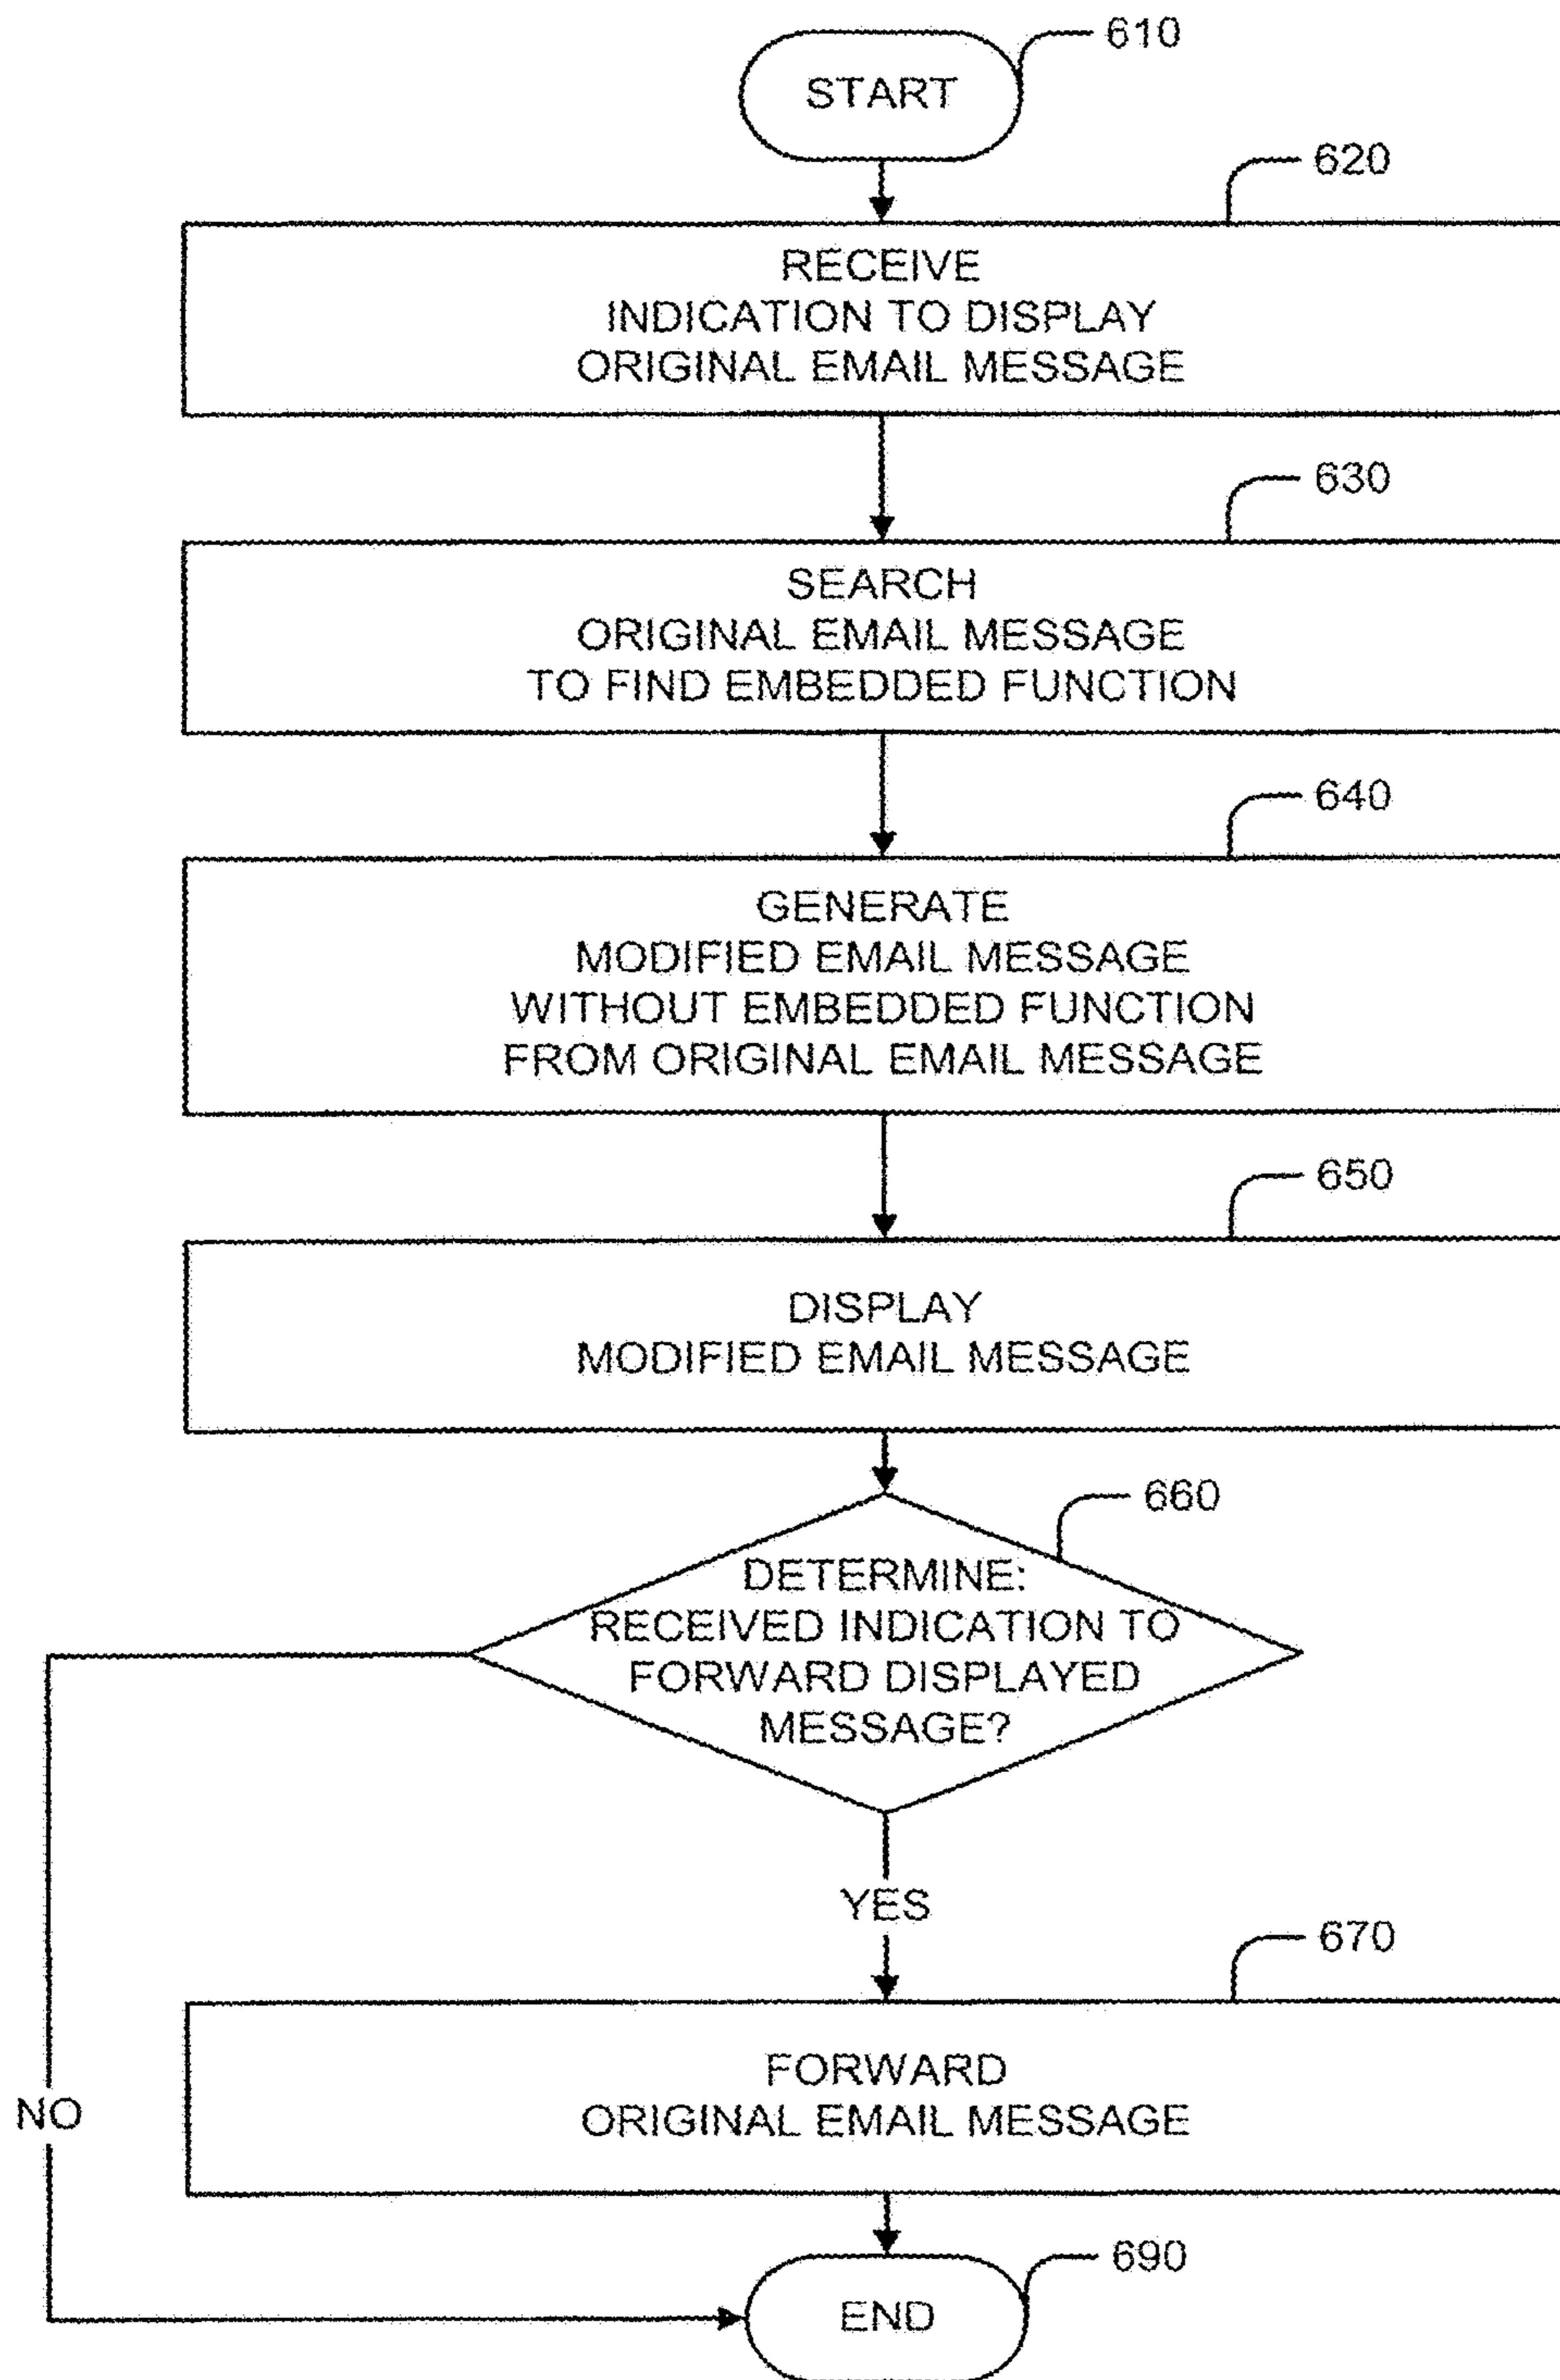 610
START
620
RECEIVE
INDICATION TO DISPLAY
ORIGINAL EMAIL MESSAGE
630
SEARCH
ORIGINAL EMAIL MESSAGE
TO FIND EMBEDDED FUNCTION
640
GENERATE
MODIFIED EMAIL MESSAGE
WITHOUT EMBEDDED FUNCTION
FROM ORIGINAL EMAIL MESSAGE
650
DISPLAY
MODIFIED EMAIL MESSAGE
660
DETERMINE:
RECEIVED INDICATION TO
FORWARD DISPLAYED
MESSAGE?
YES
670
FORWARD
ORIGINAL EMAIL MESSAGE
NO
690
END